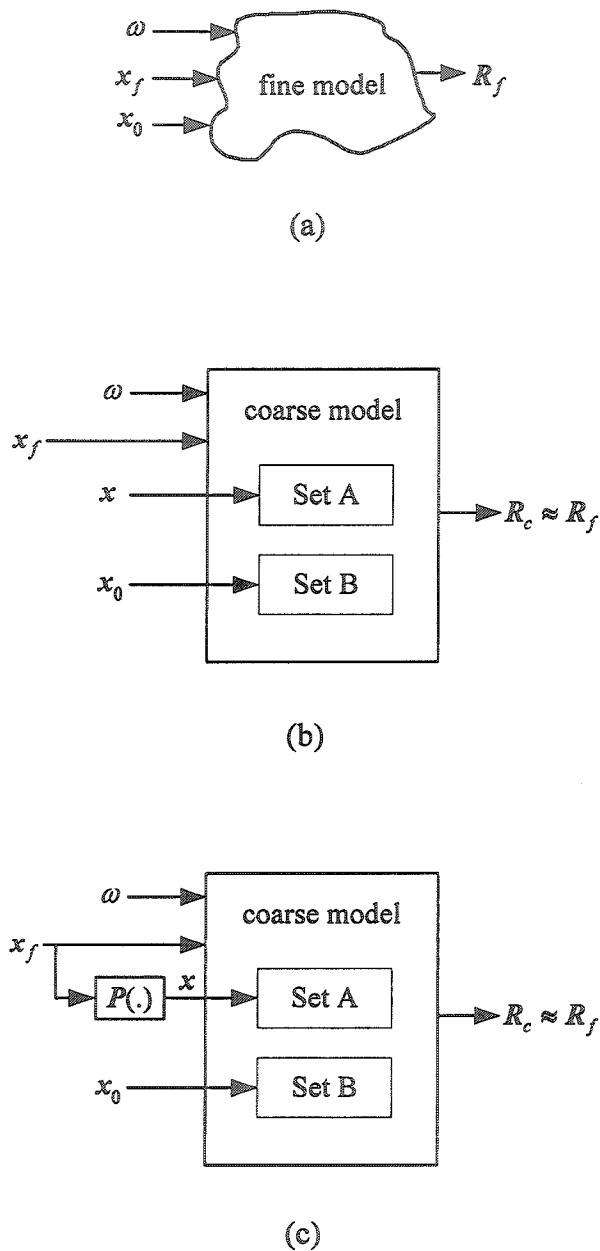 ω
x_f
fine model
R_f
x_0
(a)
ω
coarse model
x_f
x
Set A
R_c ≈ R_f
x_0
Set B
(b)
ω
coarse model
x_f
P(.)
x
Set A
R_c ≈ R_f
x_0
Set B
(c)